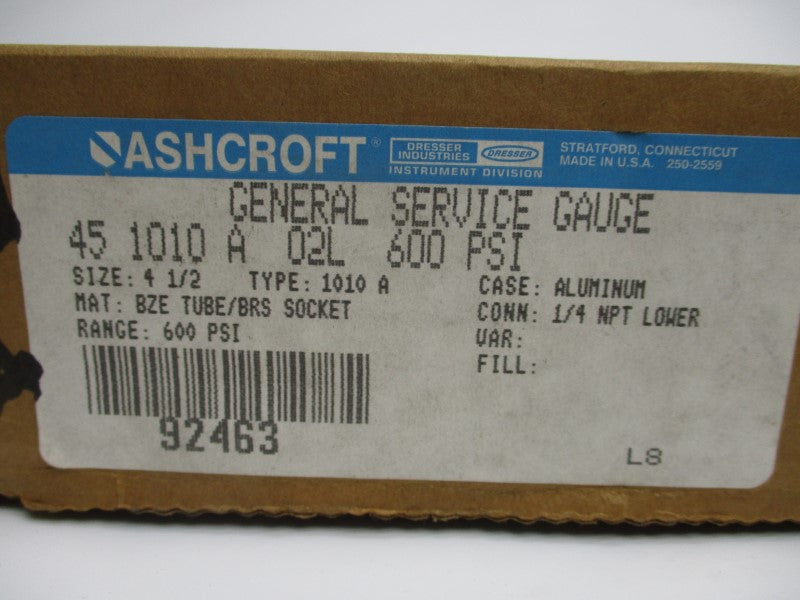 ASHCROFT®
DRESSER INDUSTRIES
DRESSER
INSTRUMENT DIVISION
STRATFORD, CONNECTICUT
MADE IN U.S.A. 250-2559
GENERAL SERVICE GAUGE
45 1010 A 02L 600 PSI
SIZE: 4 1/2 TYPE: 1010 A
MAT: BZE TUBE/BRS SOCKET
RANGE: 600 PSI
CASE: ALUMINUM
CONN: 1/4 NPT LOWER
VAR:
FILL:
92463
L8